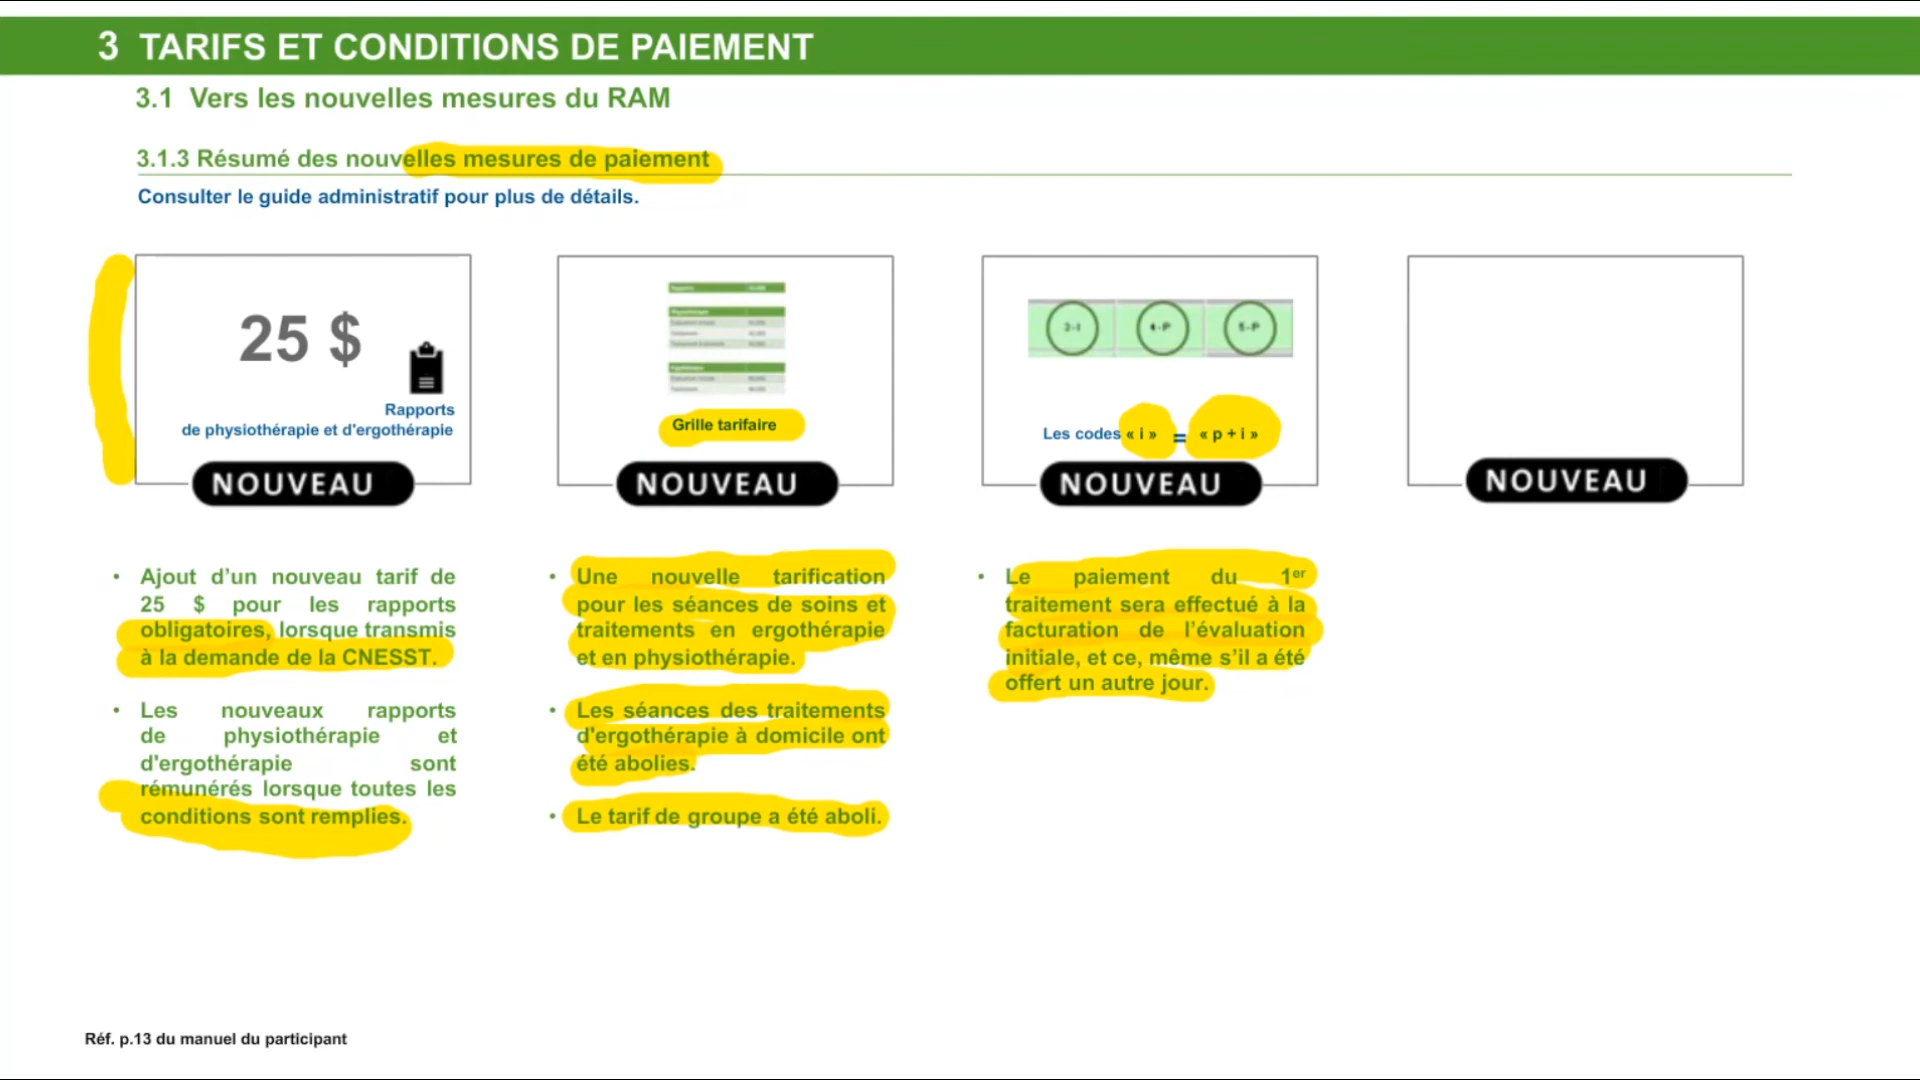 3 TARIFS ET CONDITIONS DE PAIEMENT
3.1 Vers les nouvelles mesures du RAM
3.1.3 Résumé des nouvelles mesures de paiement
Consulter le guide administratif pour plus de détails.
25 $
Rapports
de physiothérapie et d'ergothérapie
NOUVEAU
• Ajout d’un nouveau tarif de
25 $ pour les rapports
obligatoires, lorsque transmis
à la demande de la CNESST.
• Les nouveaux rapports
de physiothérapie et
d'ergothérapie sont
rémunérés lorsque toutes les
conditions sont remplies.
Grille tarifaire
NOUVEAU
• Une nouvelle tarification
pour les séances de soins et
traitements en ergothérapie
et en physiothérapie.
• Les séances des traitements
d'ergothérapie à domicile ont
été abolies.
• Le tarif de groupe a été aboli.
3-I 4-P 5-P
Les codes « i » = « p + i »
NOUVEAU
• Le paiement du 1er
traitement sera effectué à la
facturation de l’évaluation
initiale, et ce, même s’il a été
offert un autre jour.
NOUVEAU
Réf. p.13 du manuel du participant